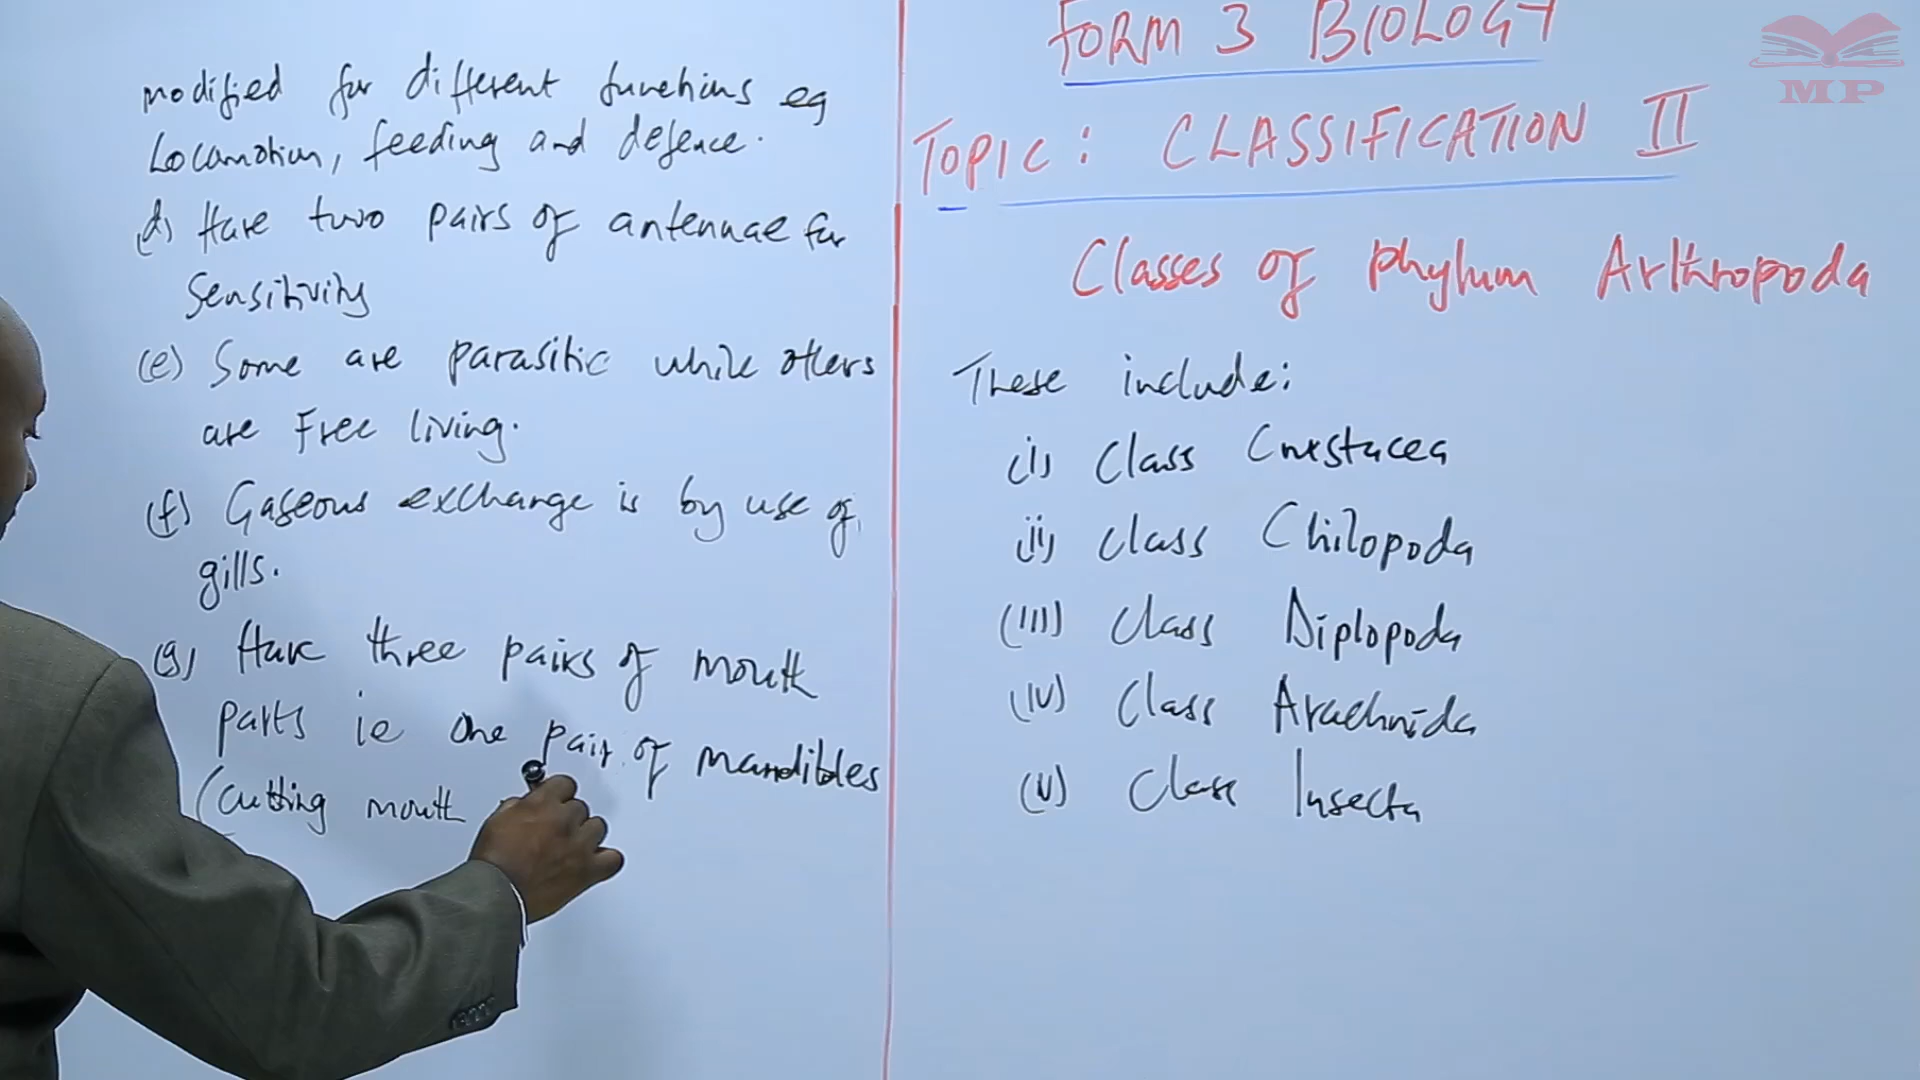 modified for different functions eg
Locomotion, feeding and defence.
(d) Have two pairs of antennae for
Sensitivity
(e) Some are parasitic while others
are Free living.
(f) Gaseous exchange is by use of
gills.
(g) Have three pairs of mouth
parts ie One pair of mandibles
(Cutting mouth
FORM 3 BIOLOGY
TOPIC: CLASSIFICATION II
Classes of phylum Arthropoda
These include:
(i) Class Crustacea
(ii) Class Chilopoda
(iii) Class Diplopoda
(iv) Class Arachnida
(v) Class Insecta
MP